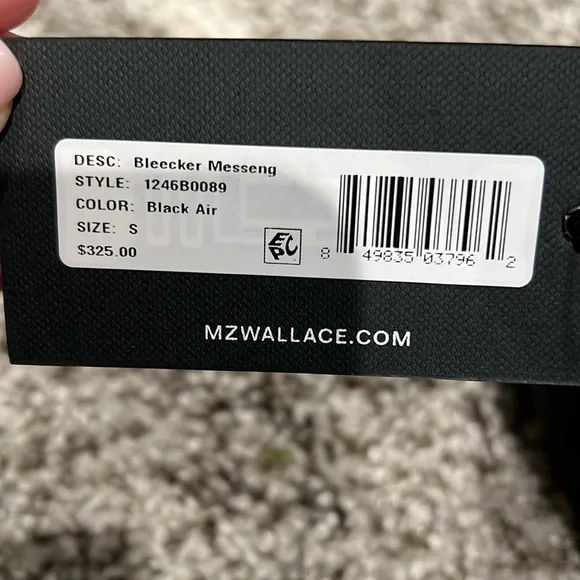 DESC: Bleecker Messeng
STYLE: 1246B0089
COLOR: Black Air
SIZE: S
$325.00
EPC
8 49835 03796 2
MZWALLACE.COM